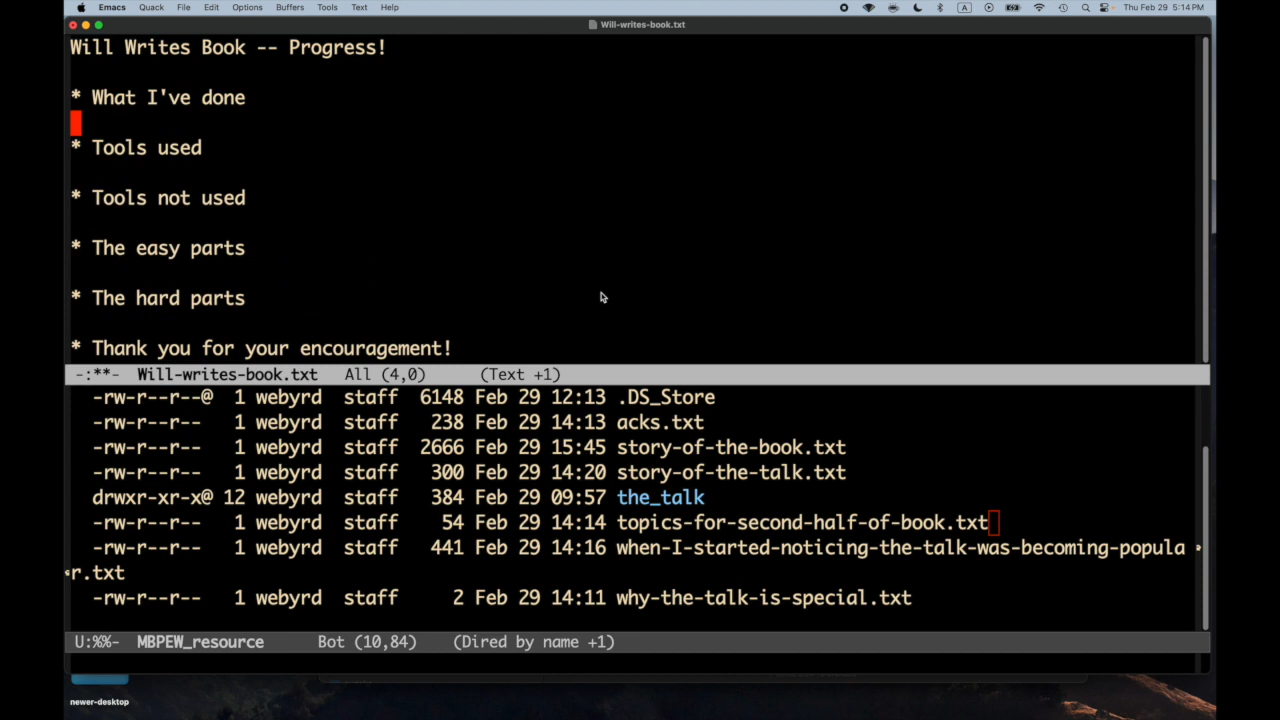 Emacs Quack File Edit Options Buffers Tools Text Help A Thu Feb 29 5:14 PM
Will-writes-book.txt
Will Writes Book -- Progress!
* What I've done
* Tools used
* Tools not used
* The easy parts
* The hard parts
* Thank you for your encouragement!
-:**- Will-writes-book.txt All (4,0) (Text +1)
-rw-r--r--@ 1 webyrd staff 6148 Feb 29 12:13 .DS_Store
-rw-r--r-- 1 webyrd staff 238 Feb 29 14:13 acks.txt
-rw-r--r-- 1 webyrd staff 2666 Feb 29 15:45 story-of-the-book.txt
-rw-r--r-- 1 webyrd staff 300 Feb 29 14:20 story-of-the-talk.txt
drwxr-xr-x@ 12 webyrd staff 384 Feb 29 09:57 the_talk
-rw-r--r-- 1 webyrd staff 54 Feb 29 14:14 topics-for-second-half-of-book.txt
-rw-r--r-- 1 webyrd staff 441 Feb 29 14:16 when-I-started-noticing-the-talk-was-becoming-popula
r.txt
-rw-r--r-- 1 webyrd staff 2 Feb 29 14:11 why-the-talk-is-special.txt
U:%%- MBPEW_resource Bot (10,84) (Dired by name +1)
newer-desktop